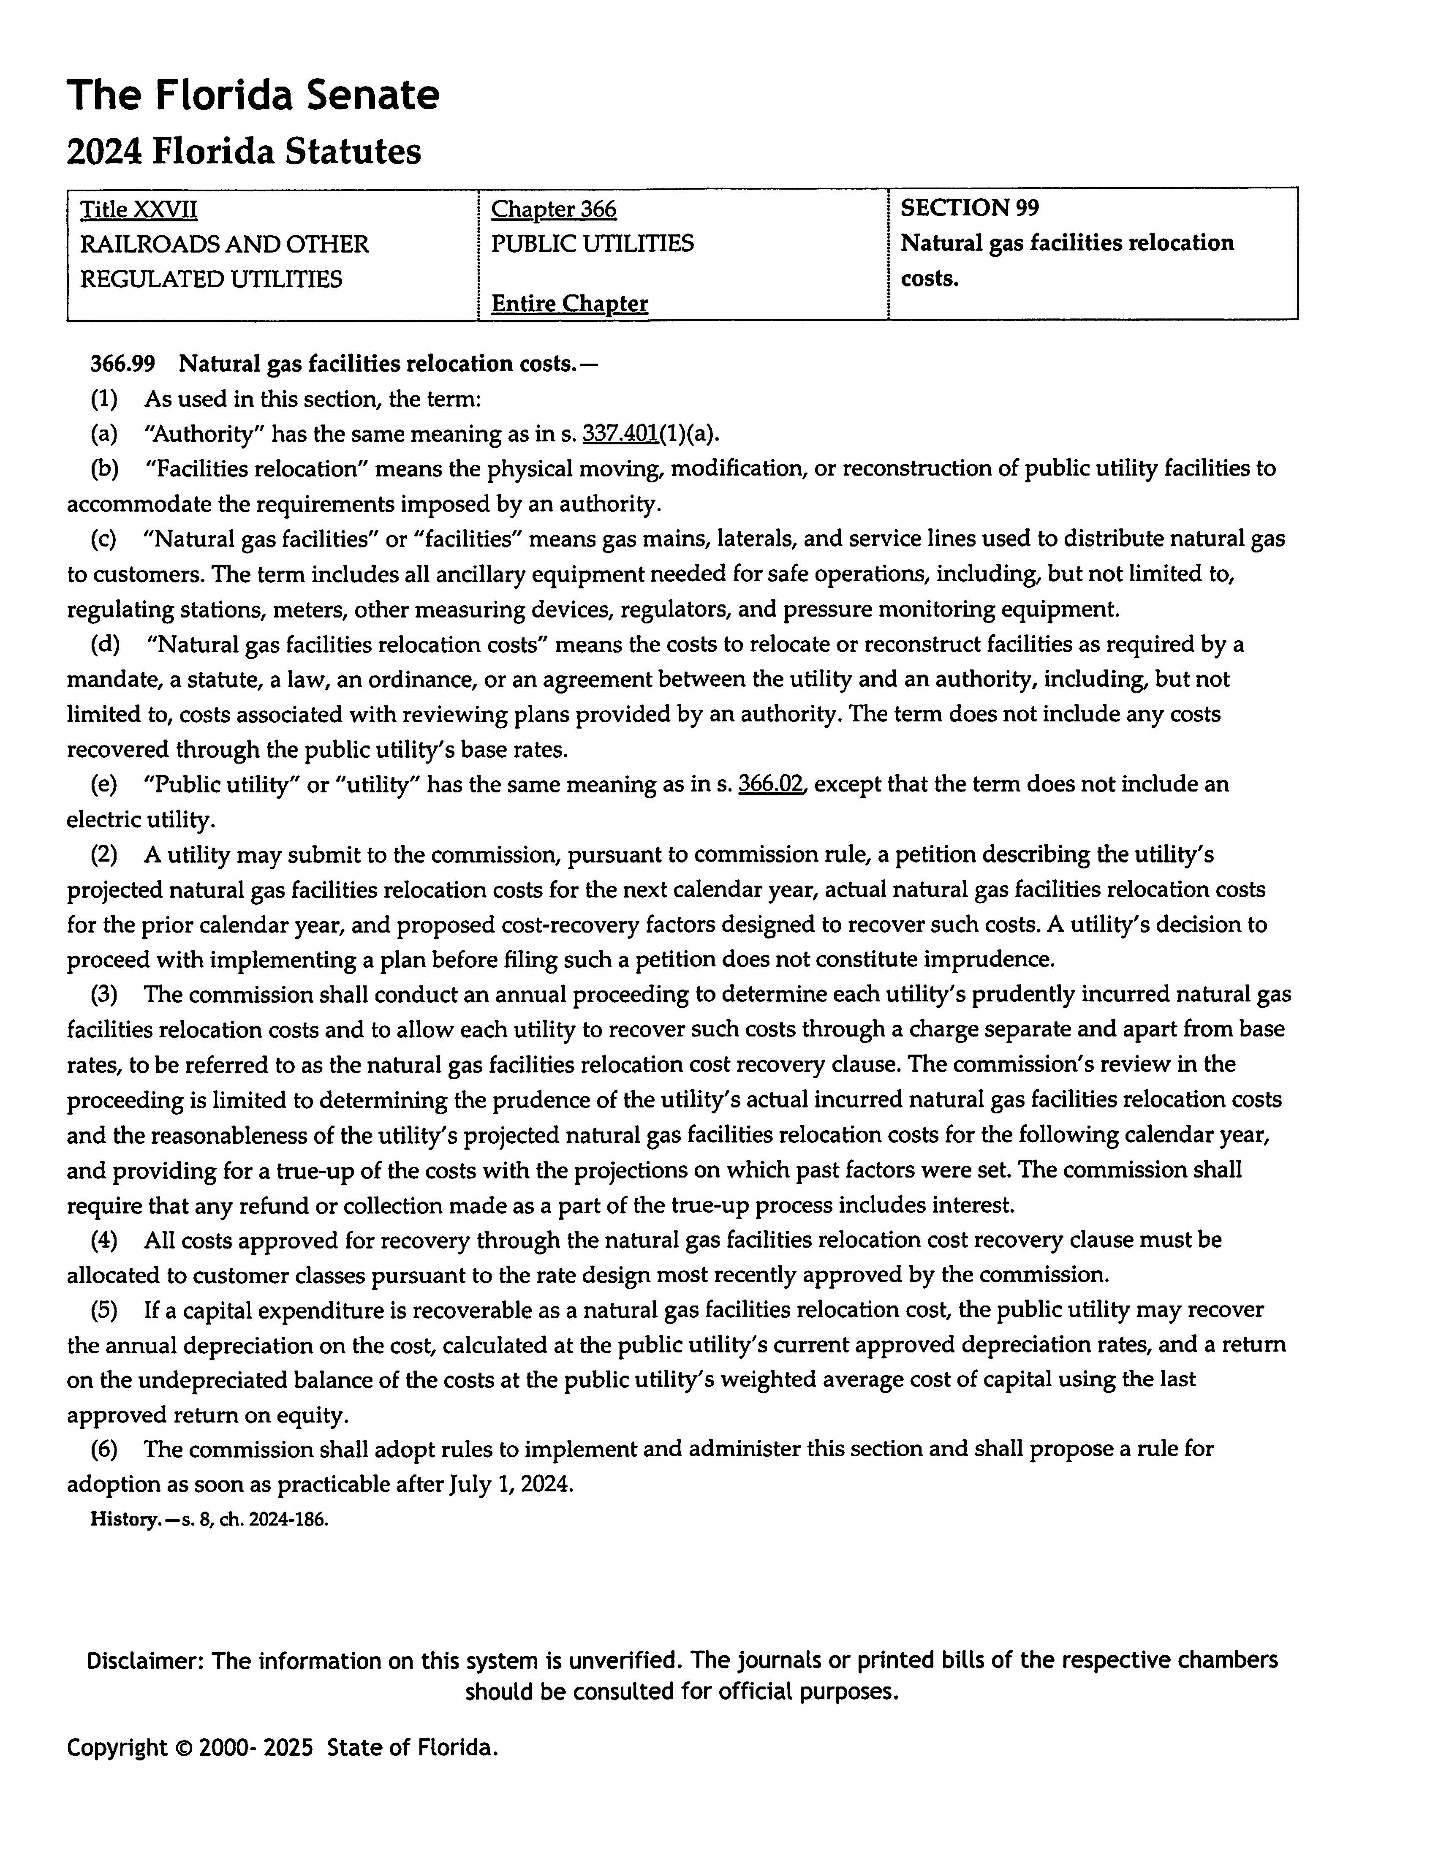 The Florida Senate
2024 Florida Statutes
Title XXVII
RAILROADS AND OTHER
REGULATED UTILITIES
Chapter 366
PUBLIC UTILITIES
Entire Chapter
SECTION 99
Natural gas facilities relocation
costs.
366.99 Natural gas facilities relocation costs.—
(1) As used in this section, the term:
(a) “Authority” has the same meaning as in s. 337.401(1)(a).
(b) “Facilities relocation” means the physical moving, modification, or reconstruction of public utility facilities to
accommodate the requirements imposed by an authority.
(c) “Natural gas facilities” or “facilities” means gas mains, laterals, and service lines used to distribute natural gas
to customers. The term includes all ancillary equipment needed for safe operations, including, but not limited to,
regulating stations, meters, other measuring devices, regulators, and pressure monitoring equipment.
(d) “Natural gas facilities relocation costs” means the costs to relocate or reconstruct facilities as required by a
mandate, a statute, a law, an ordinance, or an agreement between the utility and an authority, including, but not
limited to, costs associated with reviewing plans provided by an authority. The term does not include any costs
recovered through the public utility’s base rates.
(e) “Public utility” or “utility” has the same meaning as in s. 366.02, except that the term does not include an
electric utility.
(2) A utility may submit to the commission, pursuant to commission rule, a petition describing the utility’s
projected natural gas facilities relocation costs for the next calendar year, actual natural gas facilities relocation costs
for the prior calendar year, and proposed cost-recovery factors designed to recover such costs. A utility’s decision to
proceed with implementing a plan before filing such a petition does not constitute imprudence.
(3) The commission shall conduct an annual proceeding to determine each utility’s prudently incurred natural gas
facilities relocation costs and to allow each utility to recover such costs through a charge separate and apart from base
rates, to be referred to as the natural gas facilities relocation cost recovery clause. The commission’s review in the
proceeding is limited to determining the prudence of the utility’s actual incurred natural gas facilities relocation costs
and the reasonableness of the utility’s projected natural gas facilities relocation costs for the following calendar year,
and providing for a true-up of the costs with the projections on which past factors were set. The commission shall
require that any refund or collection made as a part of the true-up process includes interest.
(4) All costs approved for recovery through the natural gas facilities relocation cost recovery clause must be
allocated to customer classes pursuant to the rate design most recently approved by the commission.
(5) If a capital expenditure is recoverable as a natural gas facilities relocation cost, the public utility may recover
the annual depreciation on the cost, calculated at the public utility’s current approved depreciation rates, and a return
on the undepreciated balance of the costs at the public utility’s weighted average cost of capital using the last
approved return on equity.
(6) The commission shall adopt rules to implement and administer this section and shall propose a rule for
adoption as soon as practicable after July 1, 2024.
History.—s. 8, ch. 2024-186.
Disclaimer: The information on this system is unverified. The journals or printed bills of the respective chambers
should be consulted for official purposes.
Copyright © 2000- 2025 State of Florida.